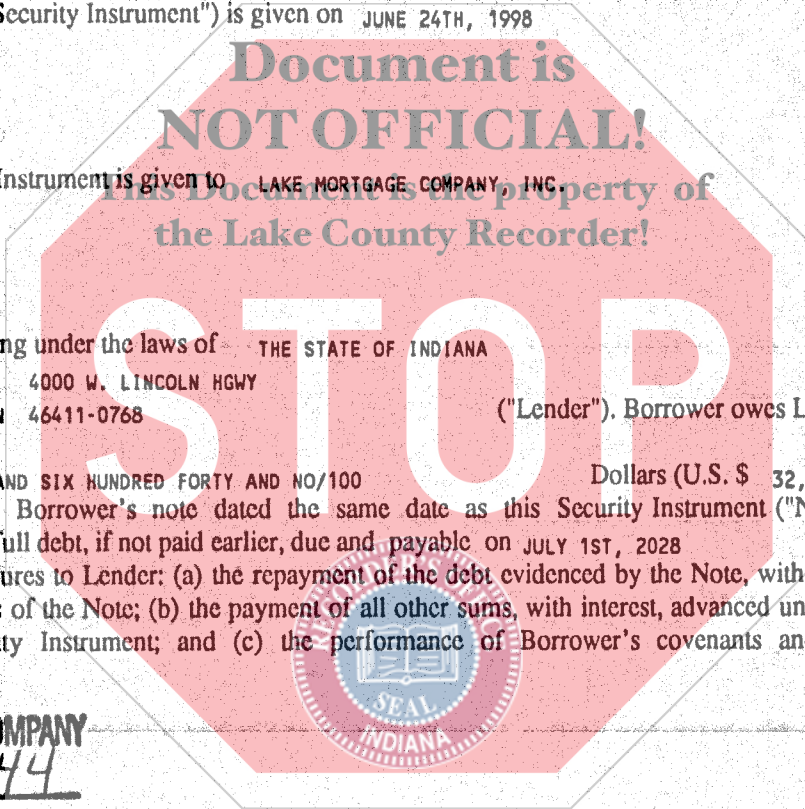 ecurity Instrument") is given on JUNE 24TH, 1998
Document is
NOT OFFICIAL!
Instrument is given to LAKE MORTGAGE COMPANY, INC.
This Document is the property of
the Lake County Recorder!
STOP
ng under the laws of THE STATE OF INDIANA
4000 W. LINCOLN HGWY
46411-0768 ("Lender"). Borrower owes L
AND SIX HUNDRED FORTY AND NO/100 Dollars (U.S. $ 32,
Borrower's note dated the same date as this Security Instrument ("N
full debt, if not paid earlier, due and payable on JULY 1ST, 2028
ures to Lender: (a) the repayment of the debt evidenced by the Note, with
of the Note; (b) the payment of all other sums, with interest, advanced un
ty Instrument; and (c) the performance of Borrower's covenants an
SEAL
INDIANA
OMPANY
44